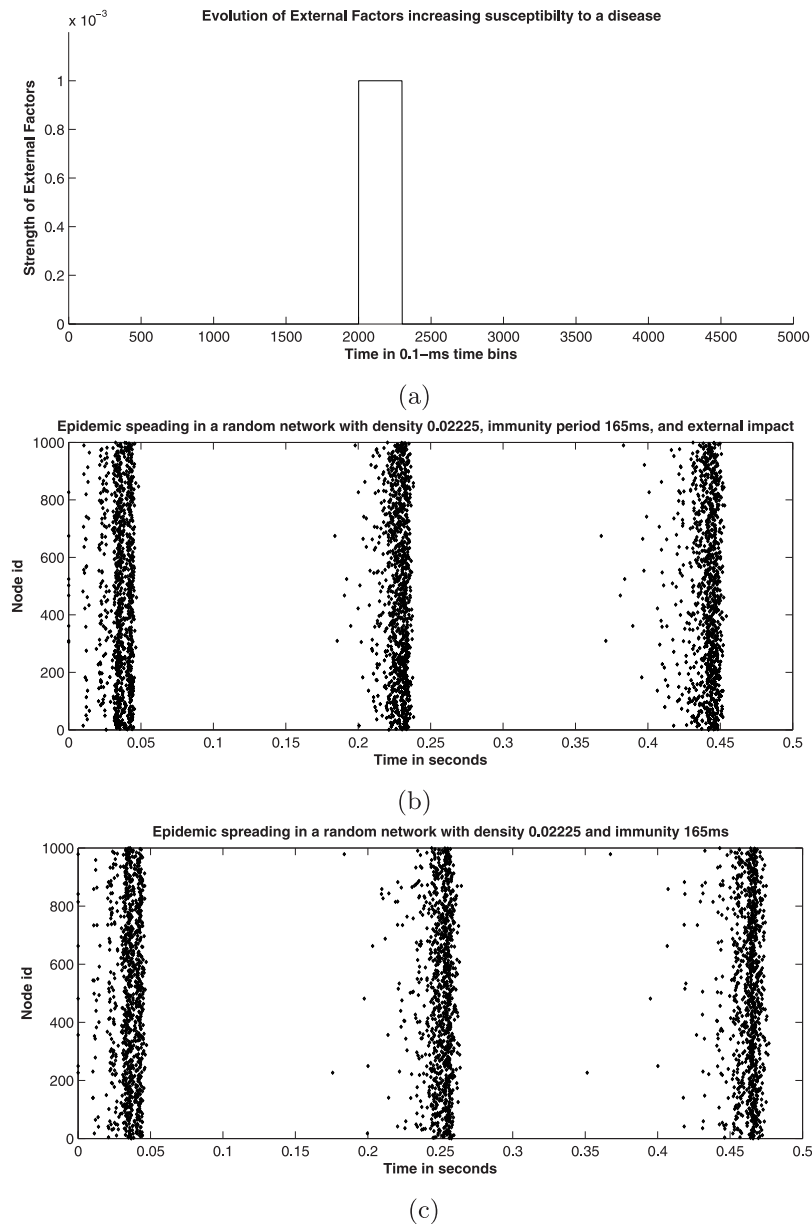 Evolution of External Factors increasing susceptibilty to a disease
x 10⁻³
1
0.8
0.6
0.4
0.2
0
Strength of External Factors
0 500 1000 1500 2000 2500 3000 3500 4000 4500 5000
Time in 0.1−ms time bins
(a)
Epidemic speading in a random network with density 0.02225, immunity period 165ms, and external impact
1000
800
600
400
200
0
Node id
0 0.05 0.1 0.15 0.2 0.25 0.3 0.35 0.4 0.45 0.5
Time in seconds
(b)
Epidemic spreading in a random network with density 0.02225 and immunity 165ms
1000
800
600
400
200
0
Node id
0 0.05 0.1 0.15 0.2 0.25 0.3 0.35 0.4 0.45 0.5
Time in seconds
(c)